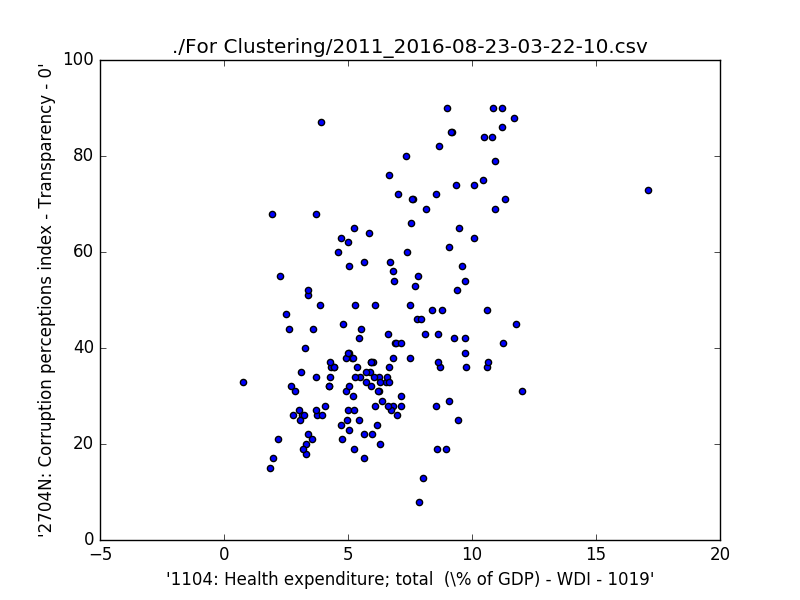 ./For Clustering/2011_2016-08-23-03-22-10.csv
100
80
60
40
20
0
'2704N: Corruption perceptions index - Transparency - 0'
−5 0 5 10 15 20
'1104: Health expenditure; total  (\% of GDP) - WDI - 1019'